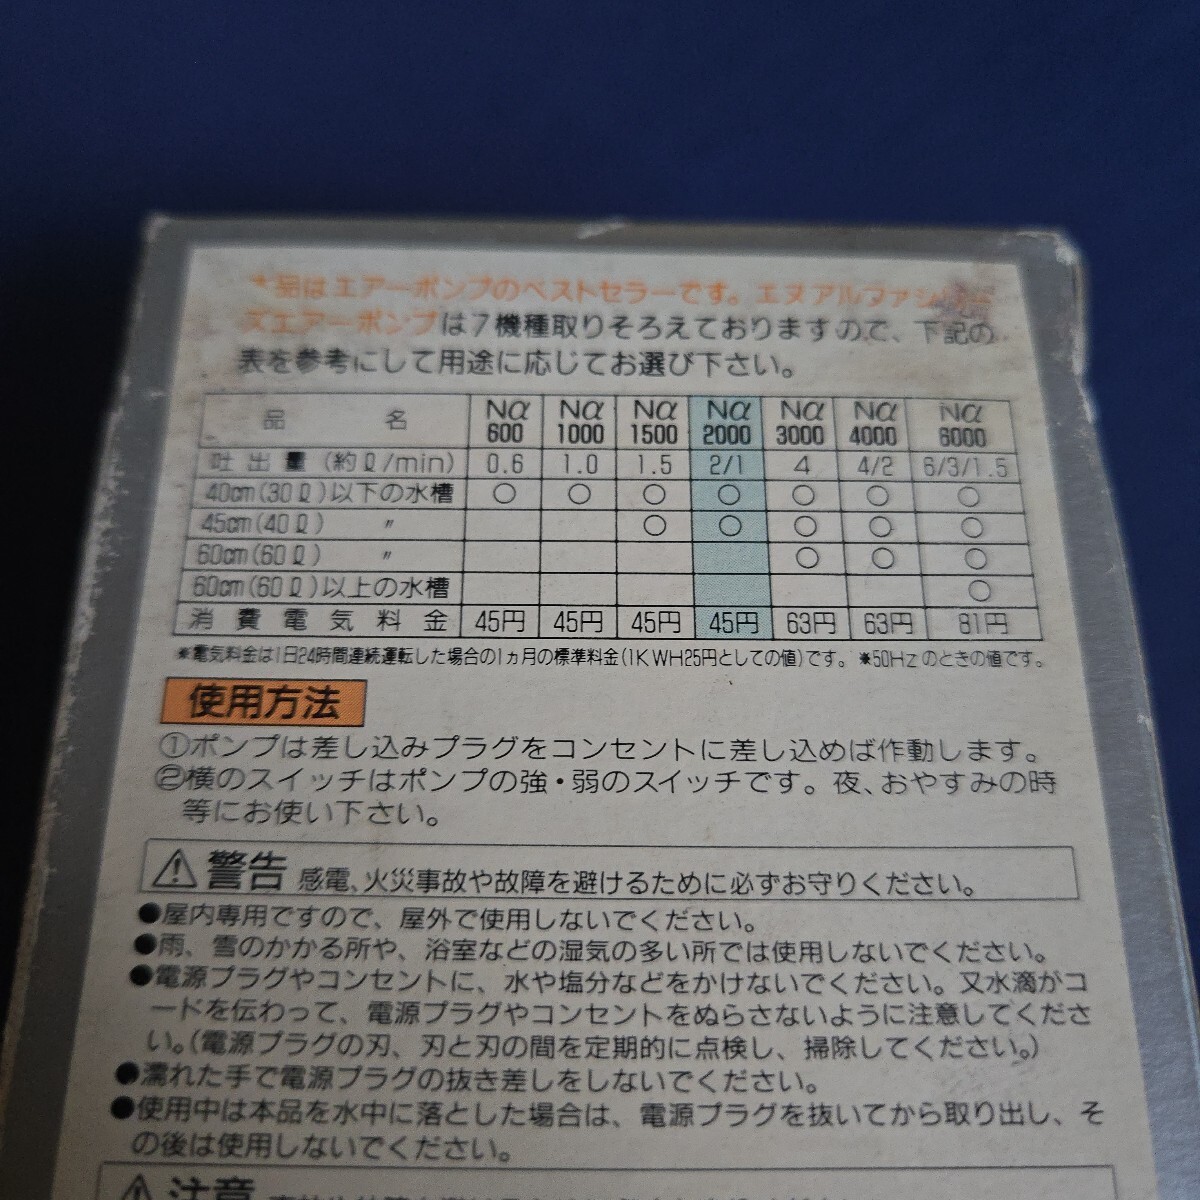 品はエアーポンプのベストセラーです。エヌアルファシリー
ズエアーポンプは7機種取りそろえておりますので、下記の
表を参考にして用途に応じてお選び下さい。
品 名 Nα600 Nα1000 Nα1500 Nα2000 Nα3000 Nα4000 Nα6000
吐出量(約ℓ/min) 0.6 1.0 1.5 2/1 4 4/2 6/3/1.5
40cm(30ℓ)以下の水槽 ○ ○ ○ ○ ○ ○ ○
45cm(40ℓ) 〃 ○ ○ ○ ○ ○
60cm(60ℓ) 〃 ○ ○ ○
60cm(60ℓ)以上の水槽 ○
消費電気料金 45円 45円 45円 45円 63円 63円 81円
※電気料金は1日24時間連続運転した場合の1ヵ月の標準料金(1KWH25円としての値)です。※50Hzのときの値です。
使用方法
①ポンプは差し込みプラグをコンセントに差し込めば作動します。
②横のスイッチはポンプの強・弱のスイッチです。夜、おやすみの時
等にお使い下さい。
⚠警告 感電、火災事故や故障を避けるために必ずお守りください。
●屋内専用ですので、屋外で使用しないでください。
●雨、雪のかかる所や、浴室などの湿気の多い所では使用しないでください。
●電源プラグやコンセントに、水や塩分などをかけないでください。又水滴がコ
ードを伝わって、電源プラグやコンセントをぬらさないように注意してくださ
い。(電源プラグの刃、刃と刃の間を定期的に点検し、掃除してください。)
●濡れた手で電源プラグの抜き差しをしないでください。
●使用中は本品を水中に落とした場合は、電源プラグを抜いてから取り出し、そ
の後は使用しないでください。
⚠注意